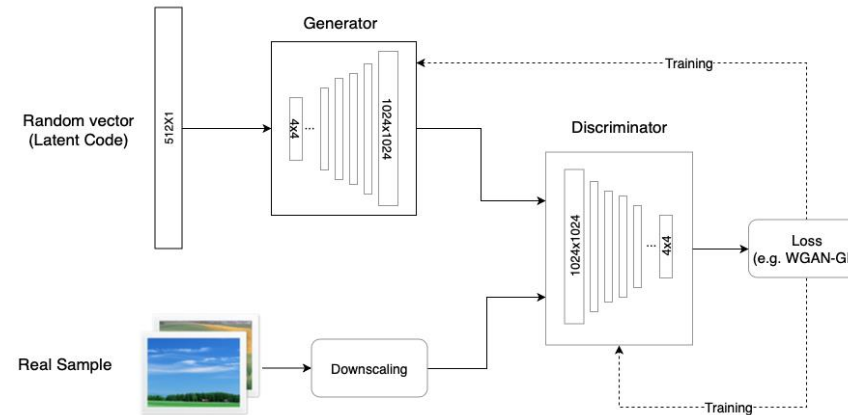 Generator
Training
Random vector
(Latent Code)
512X1
4x4
...
1024x1024
Discriminator
1024x1024
...
4x4
Loss
(e.g. WGAN-G
Real Sample
Downscaling
Training